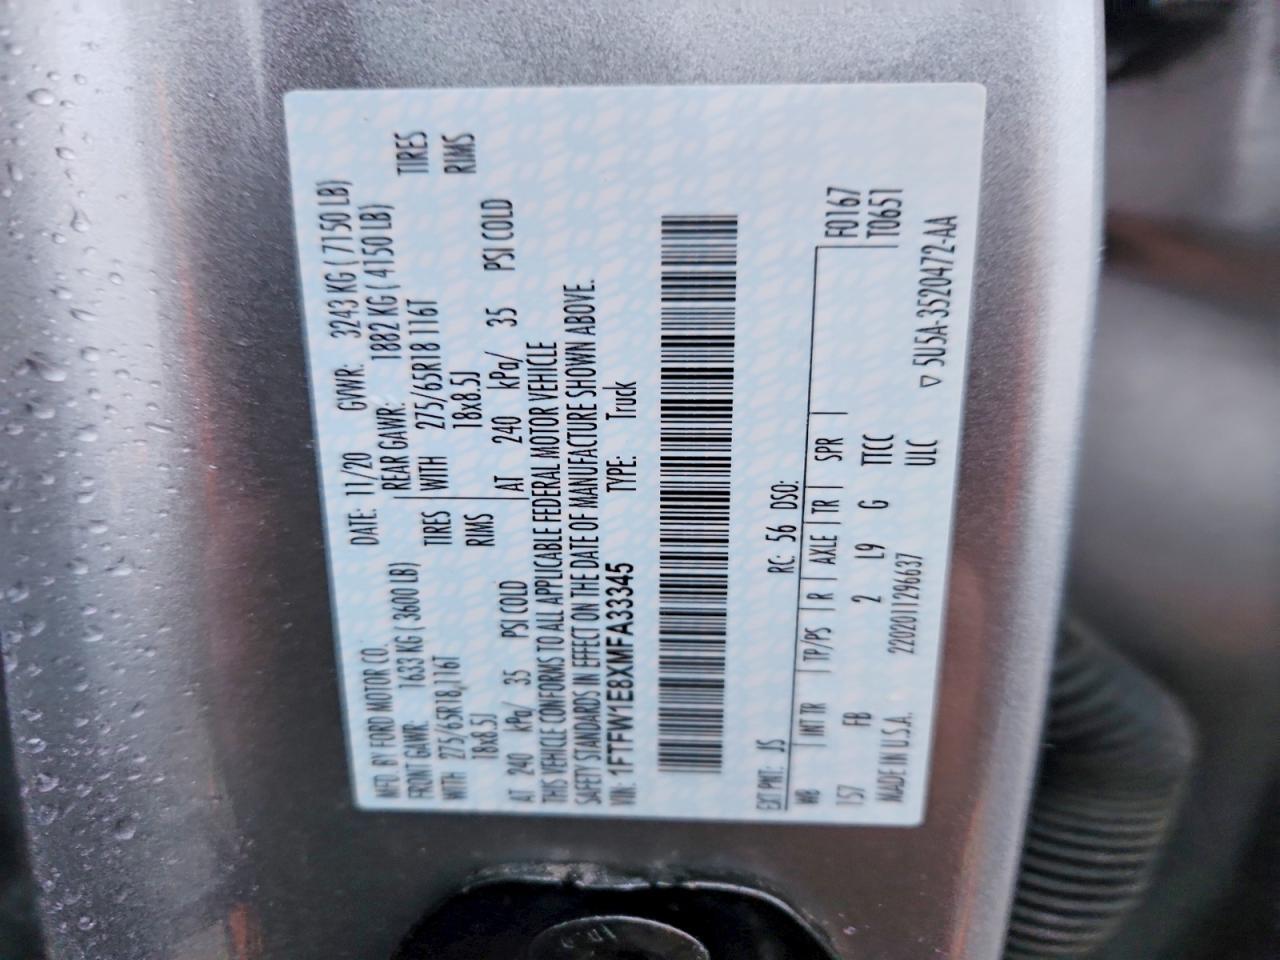 MFD. BY FORD MOTOR CO.
DATE: 11/20 GVWR: 3243 KG ( 7150 LB)
FRONT GAWR: 1633 KG ( 3600 LB)
REAR GAWR: 1882 KG ( 4150 LB)
WITH 275/65R18 116T TIRES
WITH 275/65R18 116T TIRES
18x8.5J RIMS
18x8.5J RIMS
AT 240 kPa/ 35 PSI COLD
AT 240 kPa/ 35 PSI COLD
THIS VEHICLE CONFORMS TO ALL APPLICABLE FEDERAL MOTOR VEHICLE
SAFETY STANDARDS IN EFFECT ON THE DATE OF MANUFACTURE SHOWN ABOVE.
VIN: 1FTFW1E8XMFA33345 TYPE: Truck
EXT PNT: JS RC: 56 DSO:
WB INT TR TP/PS R AXLE TR SPR F0167
157 FB 2 L9 G TTCC T0651
MADE IN U.S.A. 220201129​6637 ULC
▽ 5U5A-3520472-AA